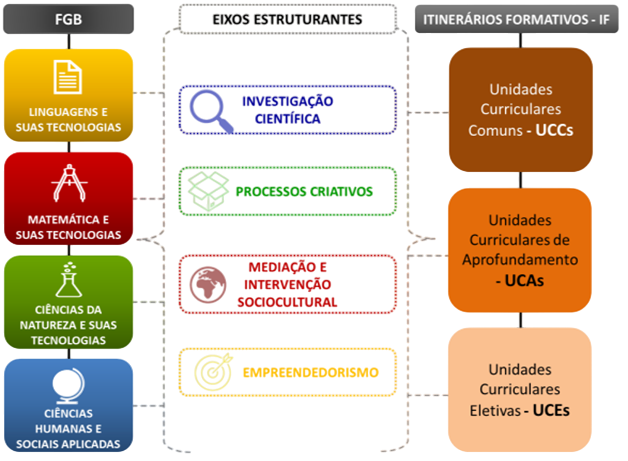 FGB
LINGUAGENS E
SUAS TECNOLOGIAS
MATEMÁTICA E
SUAS TECNOLOGIAS
CIÊNCIAS DA
NATUREZA E SUAS
TECNOLOGIAS
CIÊNCIAS
HUMANAS E
SOCIAIS APLICADAS
EIXOS ESTRUTURANTES
INVESTIGAÇÃO
CIENTÍFICA
PROCESSOS CRIATIVOS
MEDIAÇÃO E
INTERVENÇÃO
SOCIOCULTURAL
EMPREENDEDORISMO
ITINERÁRIOS FORMATIVOS - IF
Unidades
Curriculares
Comuns - UCCs
Unidades
Curriculares de
Aprofundamento
- UCAs
Unidades
Curriculares
Eletivas - UCEs